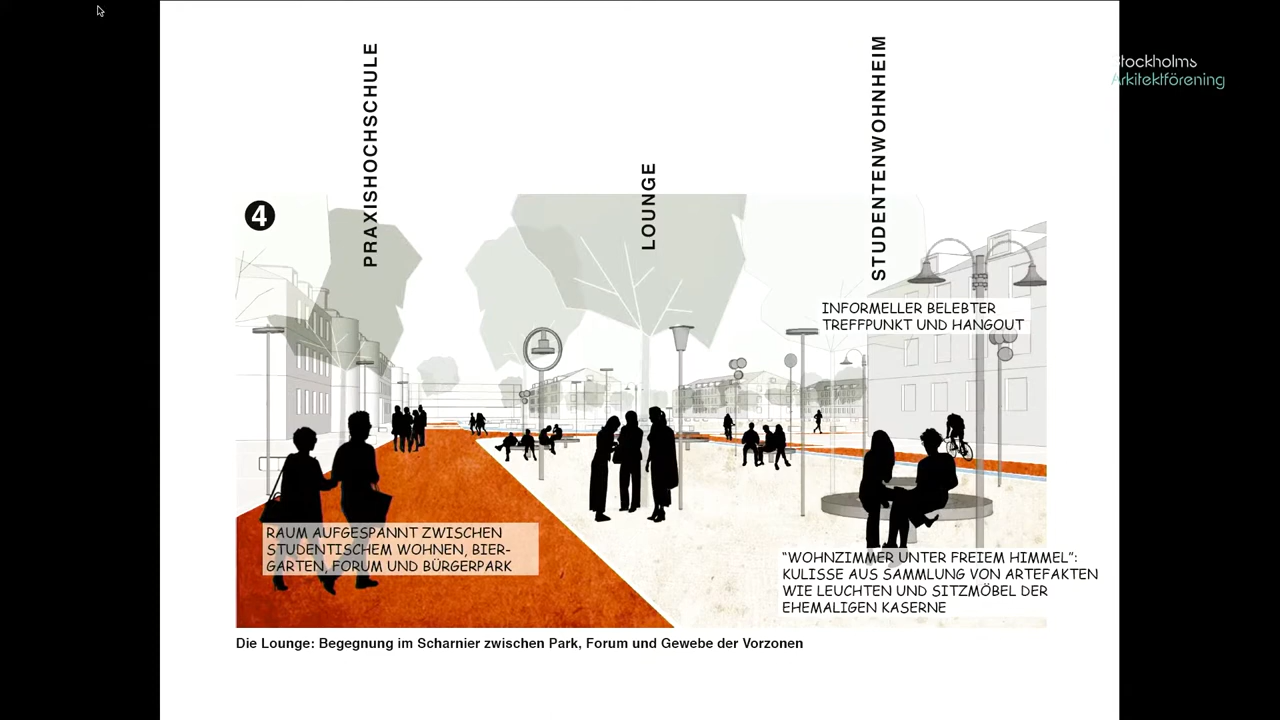 PRAXISHOCHSCHULE
LOUNGE
STUDENTENWOHNHEIM
Stockholms
Arkitektförening
4
INFORMELLER BELEBTER
TREFFPUNKT UND HANGOUT
RAUM AUFGESPANNT ZWISCHEN
STUDENTISCHEM WOHNEN, BIER-
GARTEN, FORUM UND BÜRGERPARK
“WOHNZIMMER UNTER FREIEM HIMMEL”:
KULISSE AUS SAMMLUNG VON ARTEFAKTEN
WIE LEUCHTEN UND SITZMÖBEL DER
EHEMALIGEN KASERNE
Die Lounge: Begegnung im Scharnier zwischen Park, Forum und Gewebe der Vorzonen